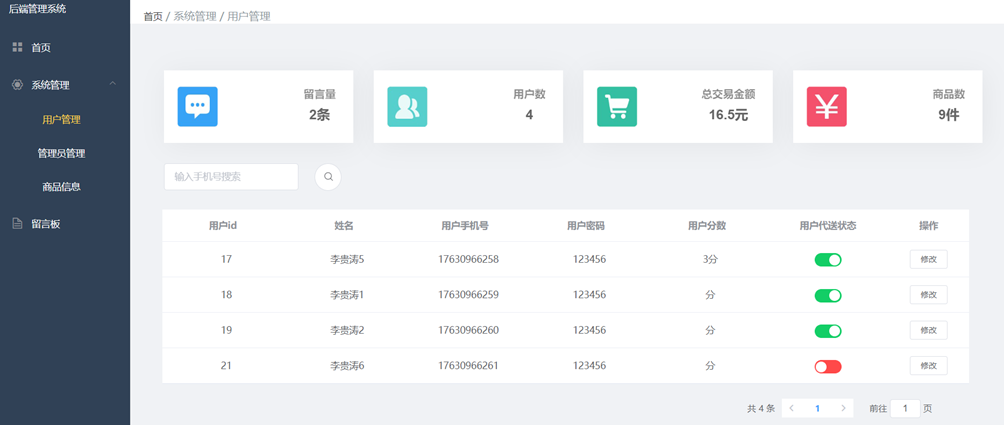 后端管理系统
首页 / 系统管理 / 用户管理
首页
系统管理
用户管理
管理员管理
商品信息
留言板
留言量
2条
用户数
4
总交易金额
16.5元
商品数
9件
输入手机号搜索
用户id 姓名 用户手机号 用户密码 用户分数 用户代送状态 操作
17 李贵涛5 17630966258 123456 3分 修改
18 李贵涛1 17630966259 123456 分 修改
19 李贵涛2 17630966260 123456 分 修改
21 李贵涛6 17630966261 123456 分 修改
共 4 条 1 前往 1 页